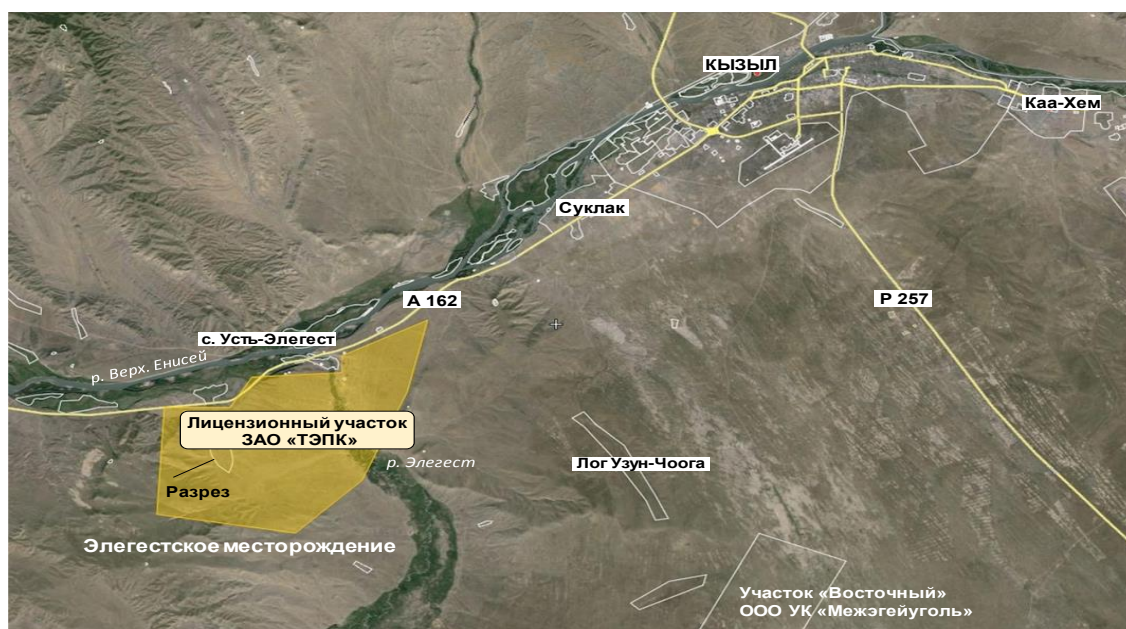 КЫЗЫЛ
Каа-Хем
Суклак
А 162
Р 257
с. Усть-Элегест
р. Верх. Енисей
Лицензионный участок
ЗАО «ТЭПК»
р. Элегест
Лог Узун-Чоога
Разрез
Элегестское месторождение
Участок «Восточный»
ООО УК «Межэгейуголь»